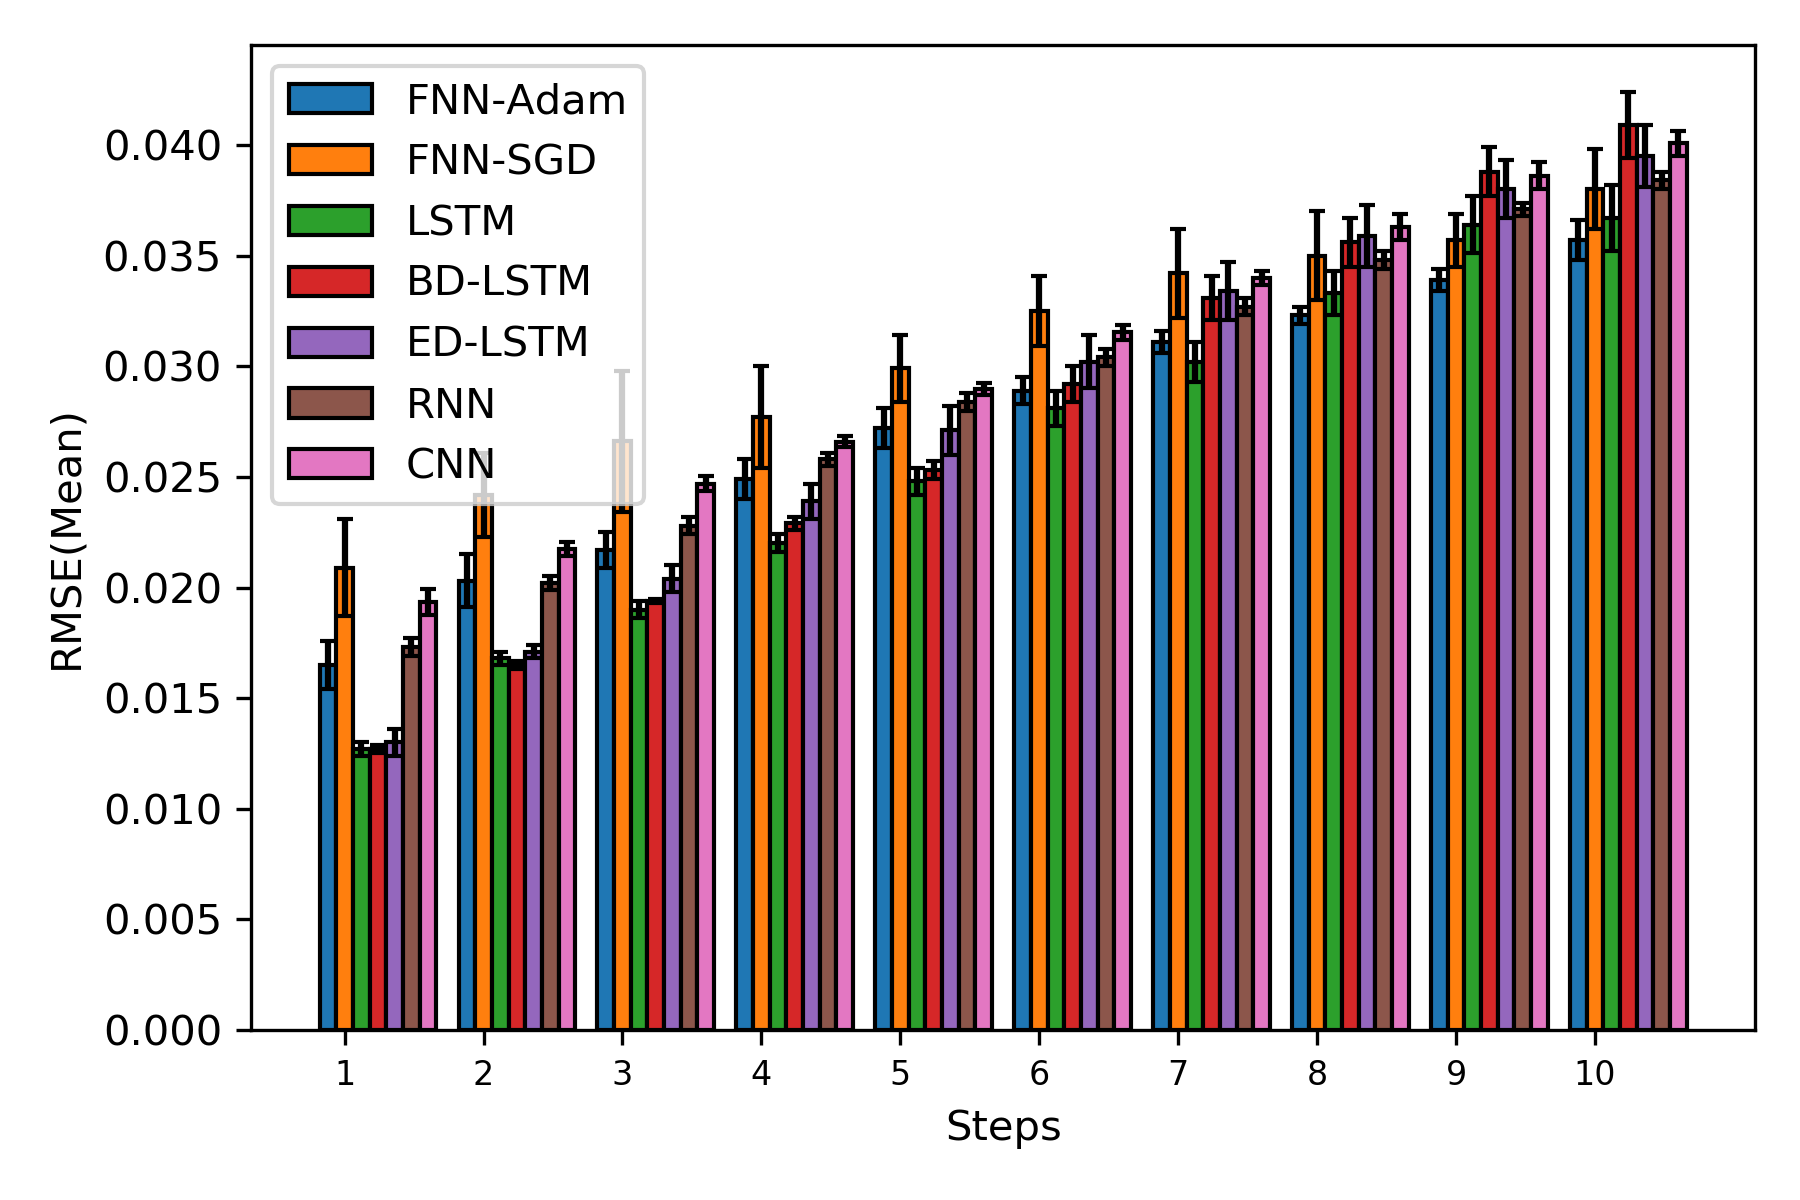 FNN-Adam
FNN-SGD
LSTM
BD-LSTM
ED-LSTM
RNN
CNN
0.040
0.035
0.030
0.025
0.020
0.015
0.010
0.005
0.000
RMSE(Mean)
1 2 3 4 5 6 7 8 9 10
Steps